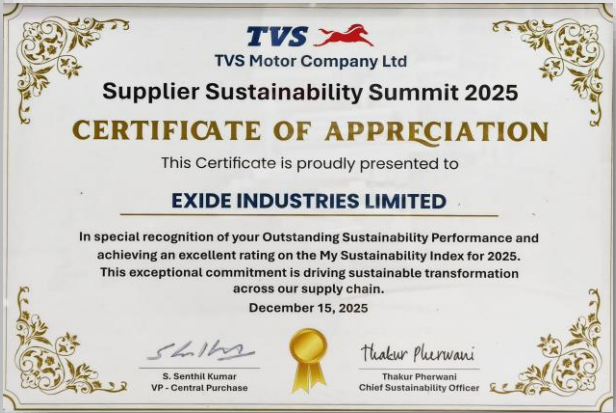 TVS
TVS Motor Company Ltd
Supplier Sustainability Summit 2025
CERTIFICATE OF APPRECIATION
This Certificate is proudly presented to
EXIDE INDUSTRIES LIMITED
In special recognition of your Outstanding Sustainability Performance and
achieving an excellent rating on the My Sustainability Index for 2025.
This exceptional commitment is driving sustainable transformation
across our supply chain.
December 15, 2025
Thakur Pherwani
S. Senthil Kumar
VP - Central Purchase
Thakur Pherwani
Chief Sustainability Officer